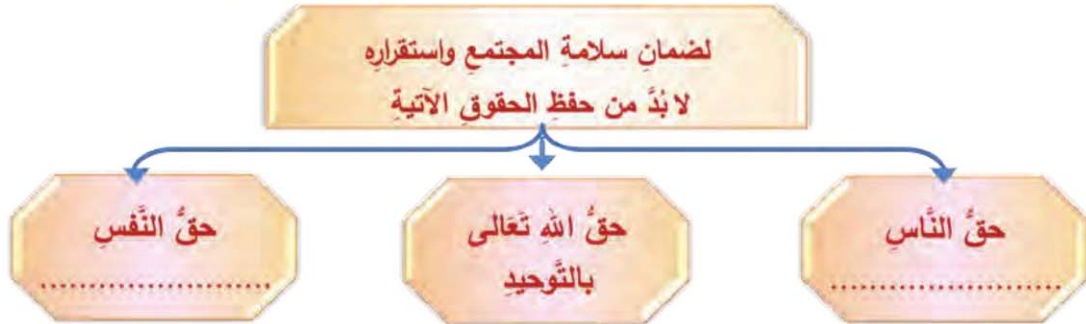 لضمانِ سلامةِ المجتمعِ واستقرارِه
لا بُدَّ من حفظِ الحقوقِ الآتيةِ
حقُّ النَّاسِ
..........................
حقُّ اللهِ تَعَالى
بالتَّوحيدِ
حقُّ النَّفسِ
..........................